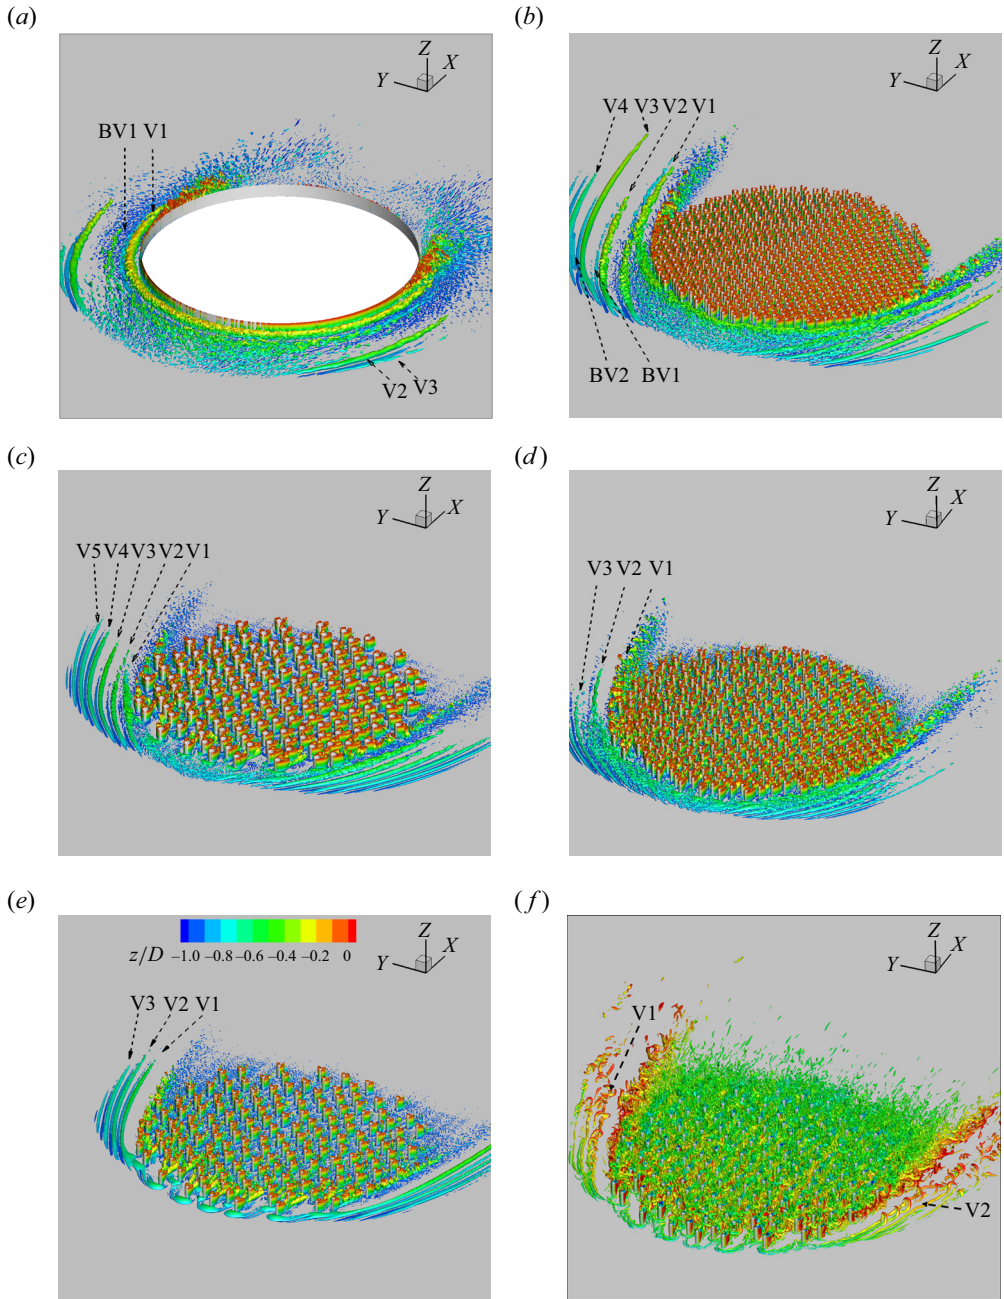 (a)
Z
X
Y
BV1 V1
V2 V3
(b)
Z
X
Y
V4 V3 V2 V1
BV2 BV1
(c)
Z
X
Y
V5 V4 V3 V2 V1
(d)
Z
X
Y
V3 V2 V1
(e)
z/D –1.0 –0.8 –0.6 –0.4 –0.2 0
Z
X
Y
V3 V2 V1
(f)
Z
X
Y
V1
V2